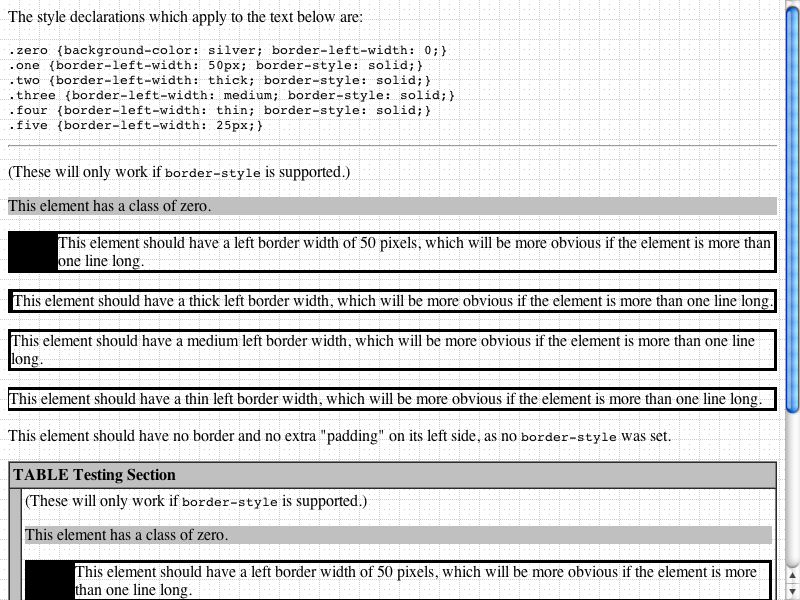 The style declarations which apply to the text below are:
.zero {background-color: silver; border-left-width: 0;}
.one {border-left-width: 50px; border-style: solid;}
.two {border-left-width: thick; border-style: solid;}
.three {border-left-width: medium; border-style: solid;}
.four {border-left-width: thin; border-style: solid;}
.five {border-left-width: 25px;}
(These will only work if border-style is supported.)
This element has a class of zero.
This element should have a left border width of 50 pixels, which will be more obvious if the element is more than
one line long.
This element should have a thick left border width, which will be more obvious if the element is more than one line long.
This element should have a medium left border width, which will be more obvious if the element is more than one line
long.
This element should have a thin left border width, which will be more obvious if the element is more than one line long.
This element should have no border and no extra "padding" on its left side, as no border-style was set.
TABLE Testing Section
(These will only work if border-style is supported.)
This element has a class of zero.
This element should have a left border width of 50 pixels, which will be more obvious if the element is more
than one line long.